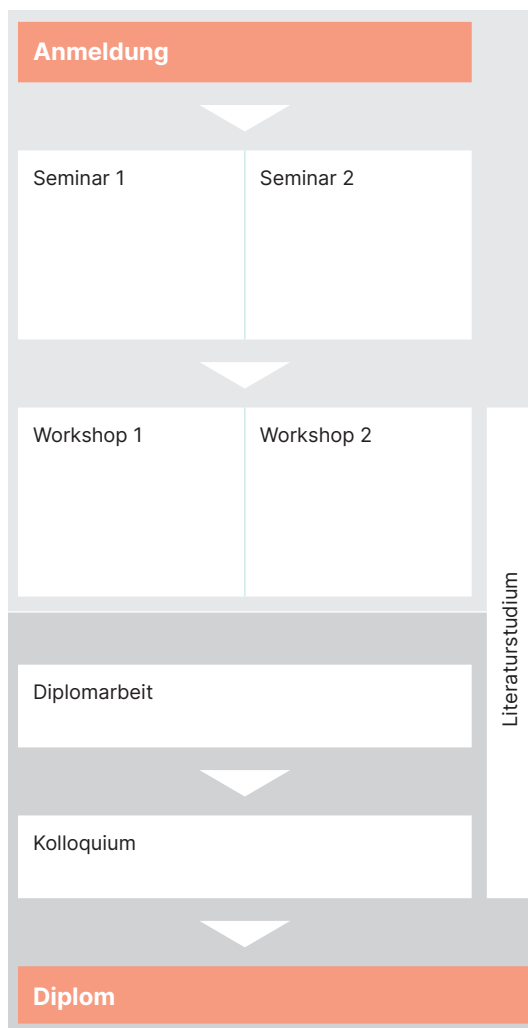 Anmeldung
Seminar 1
Seminar 2
Workshop 1
Workshop 2
Literaturstudium
Diplomarbeit
Kolloquium
Diplom